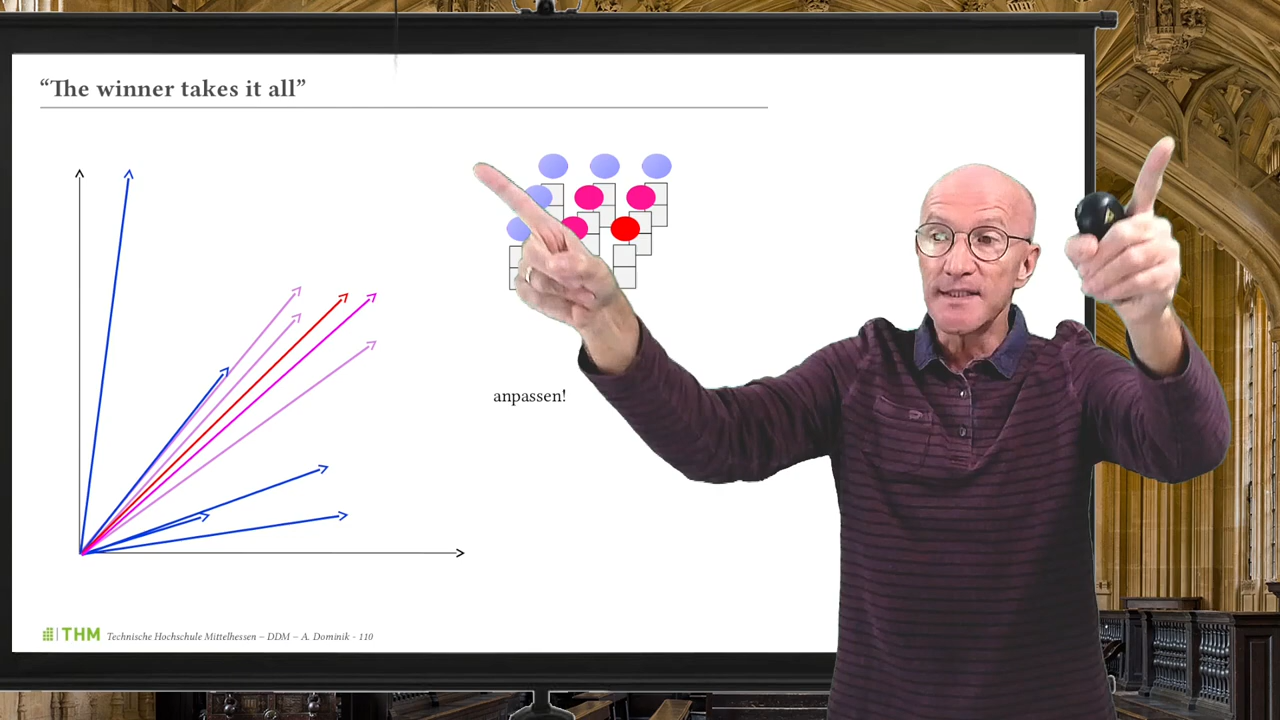 “The winner takes it all”
anpassen!
THM Technische Hochschule Mittelhessen – DDM – A. Dominik - 110